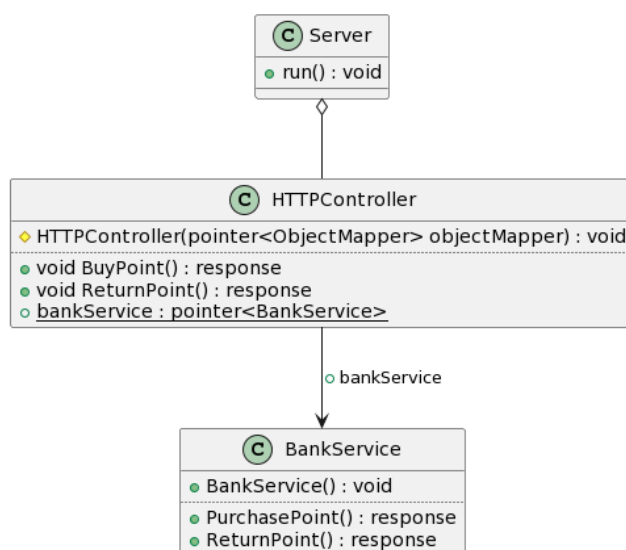 C Server
run() : void
C HTTPController
HTTPController(pointer<ObjectMapper> objectMapper) : void
void BuyPoint() : response
void ReturnPoint() : response
bankService : pointer<BankService>
bankService
C BankService
BankService() : void
PurchasePoint() : response
ReturnPoint() : response